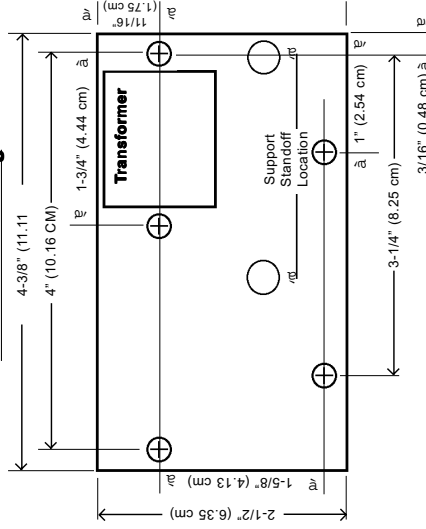 11/16"
(1.75 cm)
4-3/8" (11.11
4" (10.16 CM)
1-3/4" (4.44 cm)
Transformer
Support
Standoff
Location
1" (2.54 cm)
3-1/4" (8.25 cm)
3/16" (0.48 cm)
1-5/8" (4.13 cm)
2-1/2" (6.35 cm)